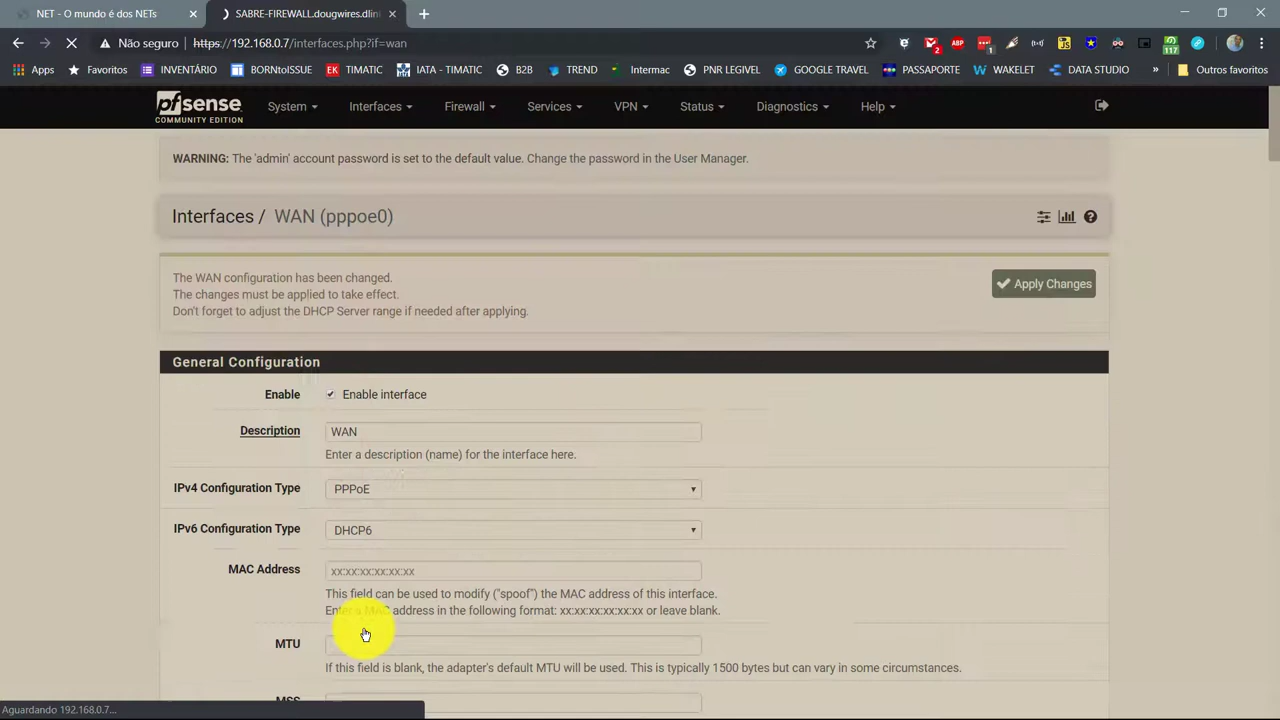 NET - O mundo é dos NETs
SABRE-FIREWALL.dougwires.dlin
Não seguro https://192.168.0.7/interfaces.php?if=wan
Apps Favoritos INVENTÁRIO BORNtoISSUE TIMATIC IATA - TIMATIC B2B TREND Intermac PNR LEGIVEL GOOGLE TRAVEL PASSAPORTE WAKELET DATA STUDIO » Outros favoritos
pfsense COMMUNITY EDITION
System Interfaces Firewall Services VPN Status Diagnostics Help
WARNING: The 'admin' account password is set to the default value. Change the password in the User Manager.
Interfaces / WAN (pppoe0)
The WAN configuration has been changed.
The changes must be applied to take effect.
Don't forget to adjust the DHCP Server range if needed after applying.
Apply Changes
General Configuration
Enable Enable interface
Description WAN
Enter a description (name) for the interface here.
IPv4 Configuration Type PPPoE
IPv6 Configuration Type DHCP6
MAC Address xx:xx:xx:xx:xx:xx
This field can be used to modify ("spoof") the MAC address of this interface.
Enter a MAC address in the following format: xx:xx:xx:xx:xx:xx or leave blank.
MTU
If this field is blank, the adapter's default MTU will be used. This is typically 1500 bytes but can vary in some circumstances.
MSS
Aguardando 192.168.0.7...